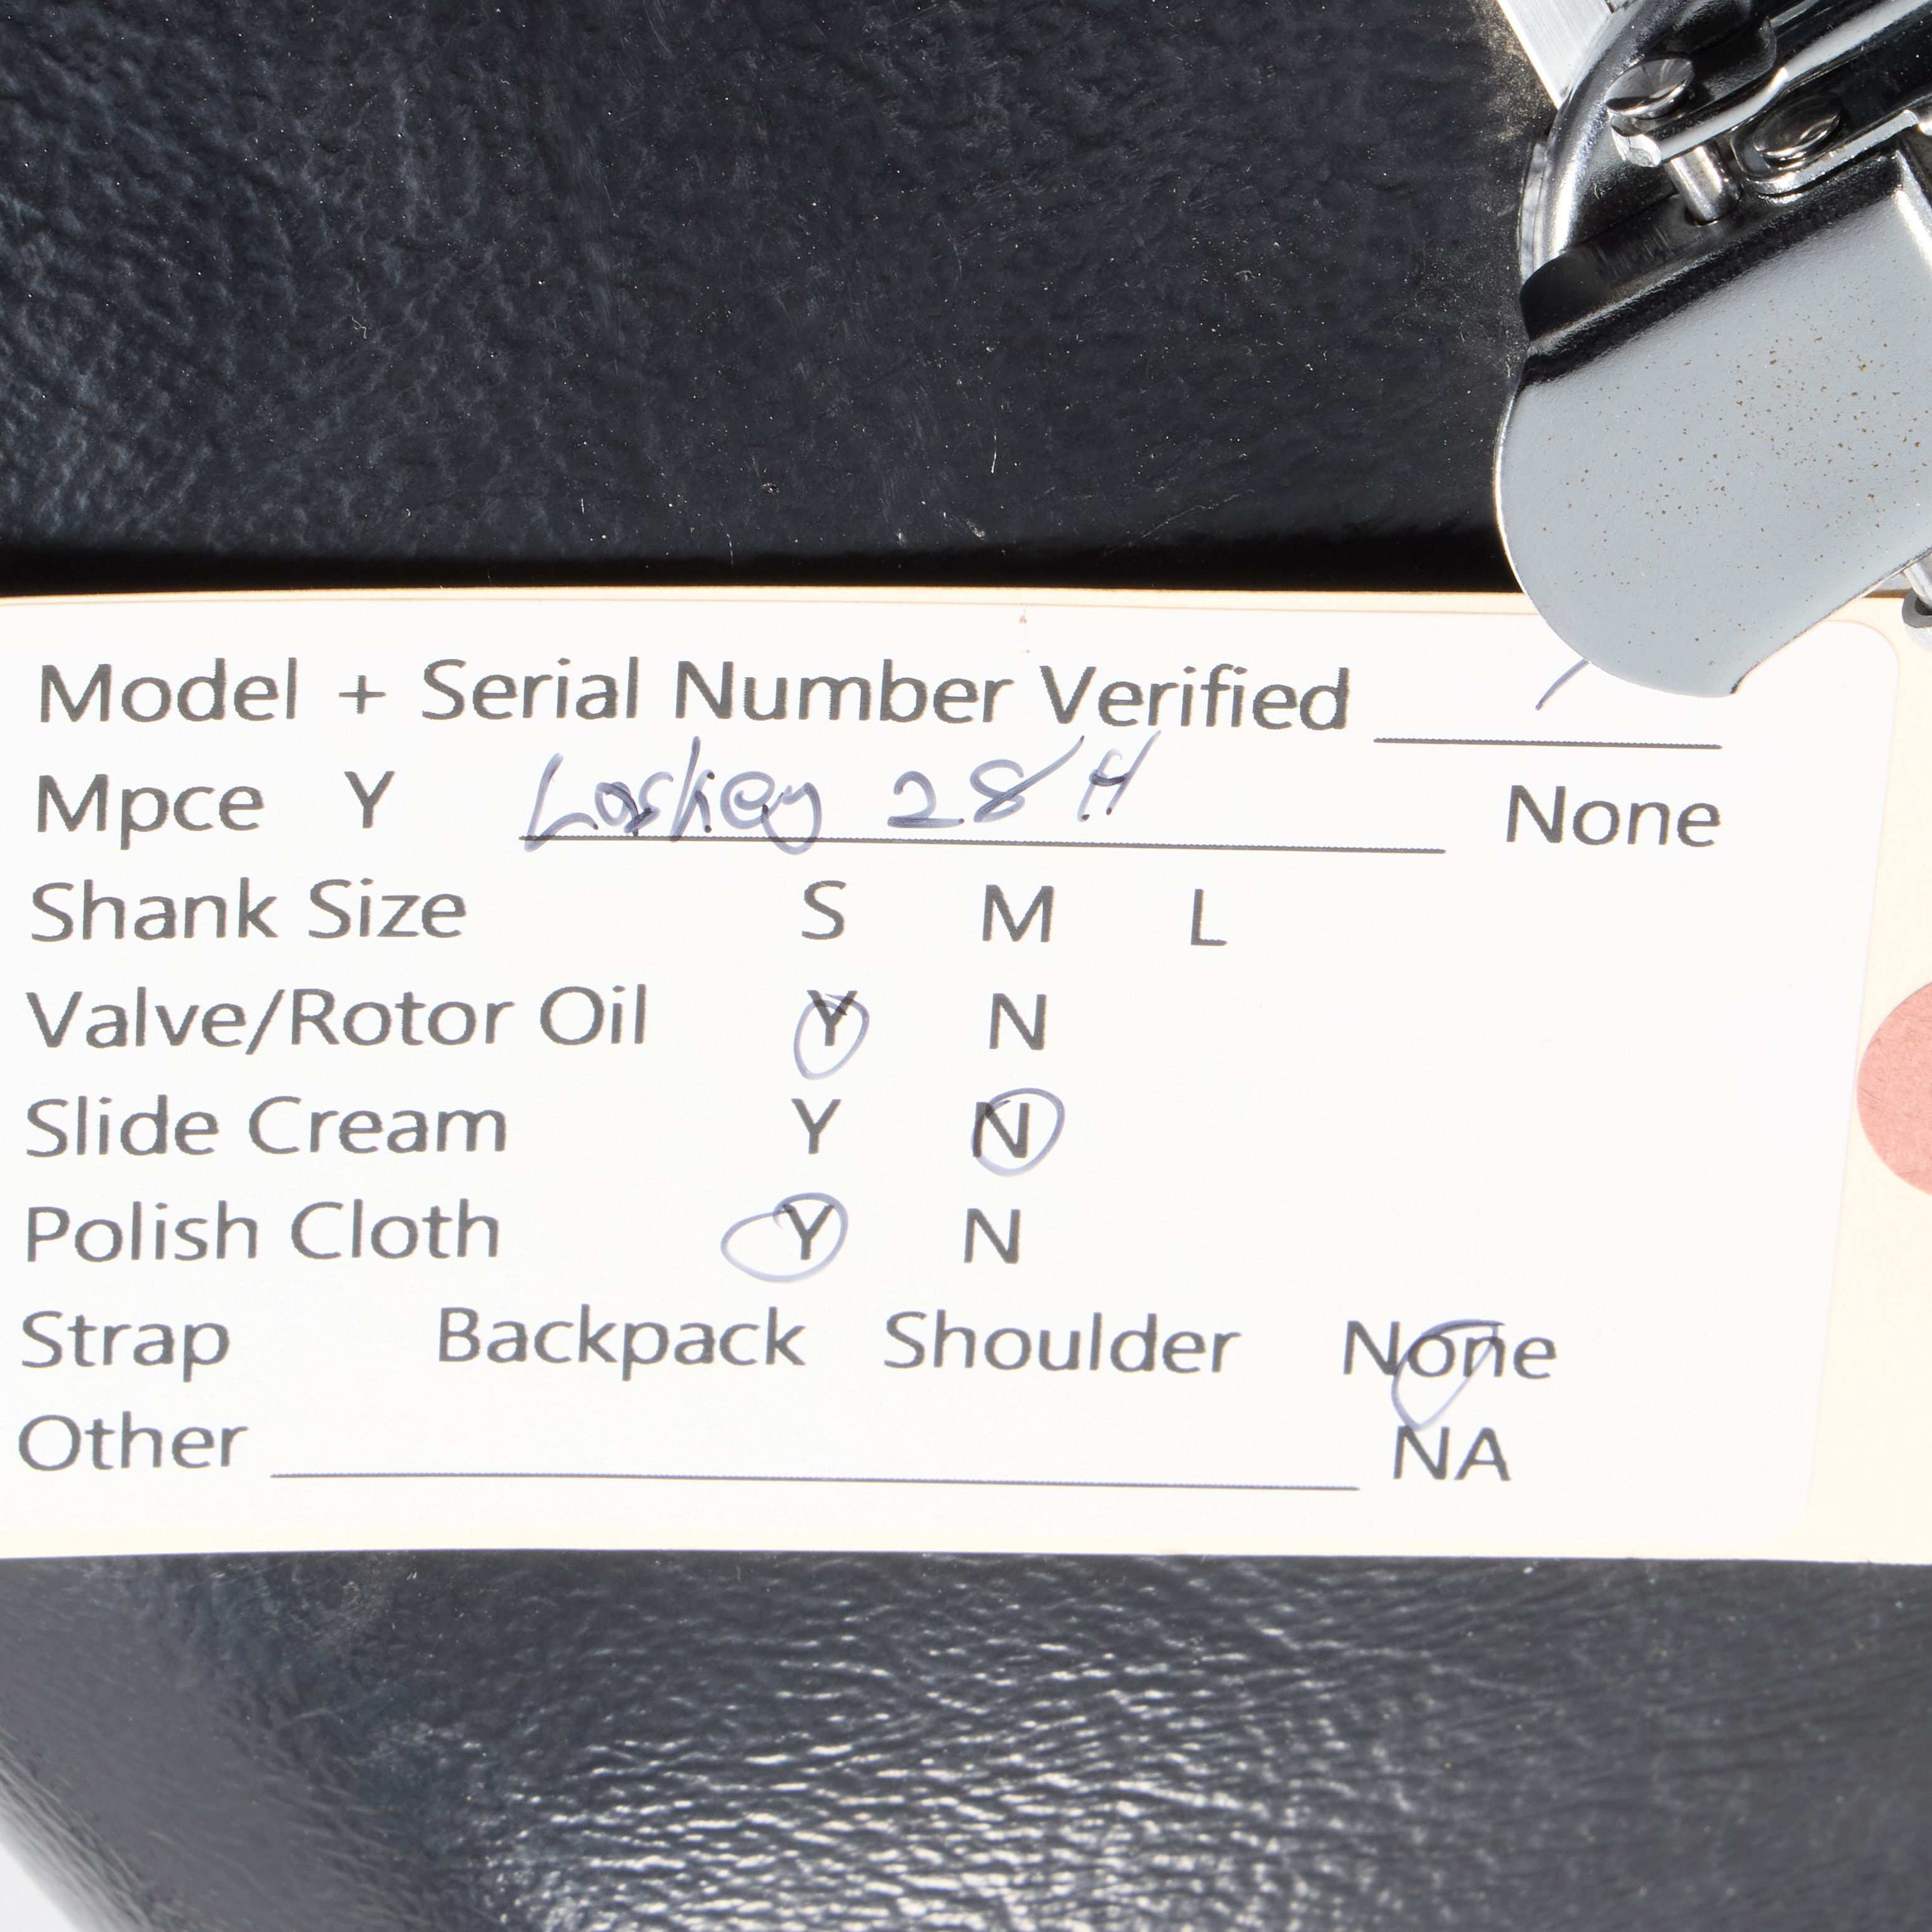 Model + Serial Number Verified
Mpce Y Laskey 28H None
Shank Size S M L
Valve/Rotor Oil Y N
Slide Cream Y N
Polish Cloth Y N
Strap Backpack Shoulder None
Other NA